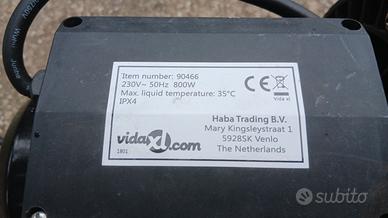 Item number: 90466
230V~ 50Hz 800W
Max. liquid temperature: 35°C
IPX4
CE
Vida xl
vidaXL.com
1801
Haba Trading B.V.
Mary Kingsleystraat 1
5928SK Venlo
The Netherlands
subito